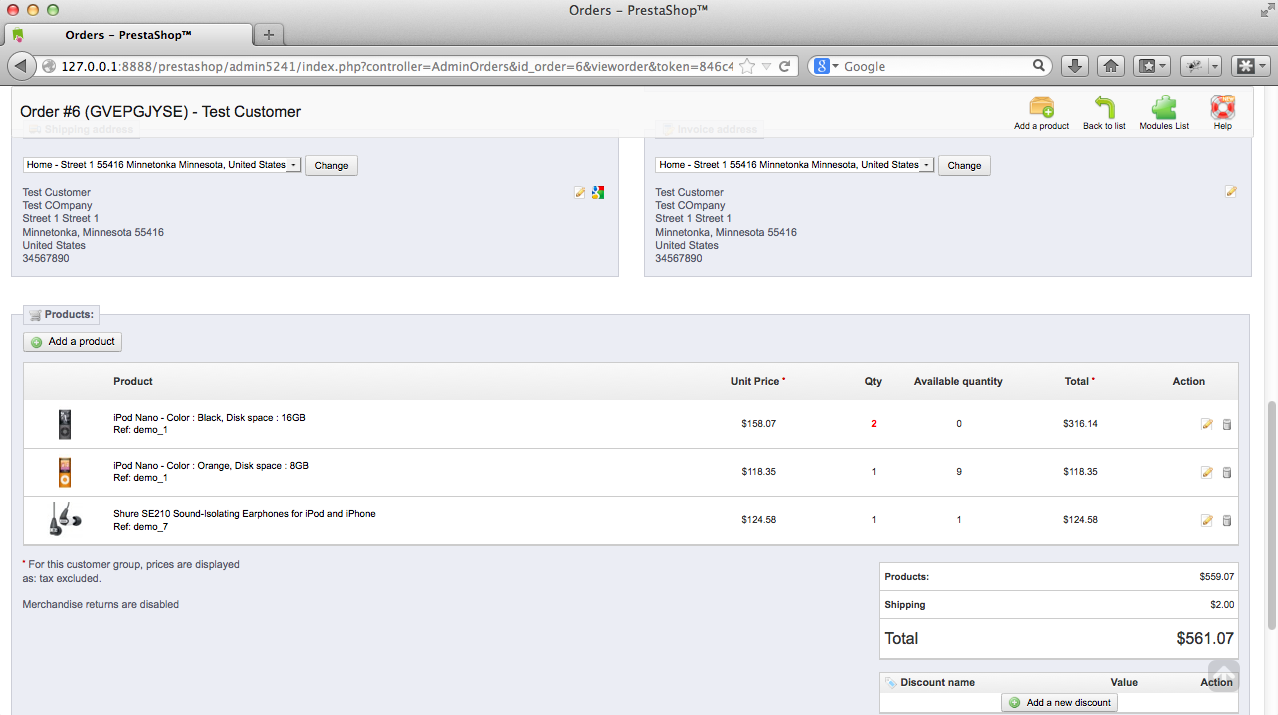 Orders – PrestaShop™
Orders – PrestaShop™
127.0.0.1:8888/prestashop/admin5241/index.php?controller=AdminOrders&id_order=6&vieworder&token=846c4
8 Google
Order #6 (GVEPGJYSE) - Test Customer
Add a product Back to list Modules List Help
Shipping address Invoice address
Home - Street 1 55416 Minnetonka Minnesota, United States Change
Home - Street 1 55416 Minnetonka Minnesota, United States Change
Test Customer
Test COmpany
Street 1 Street 1
Minnetonka, Minnesota 55416
United States
34567890
Test Customer
Test COmpany
Street 1 Street 1
Minnetonka, Minnesota 55416
United States
34567890
Products:
Add a product
Product Unit Price * Qty Available quantity Total * Action
iPod Nano - Color : Black, Disk space : 16GB
Ref: demo_1
$158.07 2 0 $316.14
iPod Nano - Color : Orange, Disk space : 8GB
Ref: demo_1
$118.35 1 9 $118.35
Shure SE210 Sound-Isolating Earphones for iPod and iPhone
Ref: demo_7
$124.58 1 1 $124.58
* For this customer group, prices are displayed
as: tax excluded.
Merchandise returns are disabled
Products: $559.07
Shipping $2.00
Total $561.07
Discount name Value Action
Add a new discount